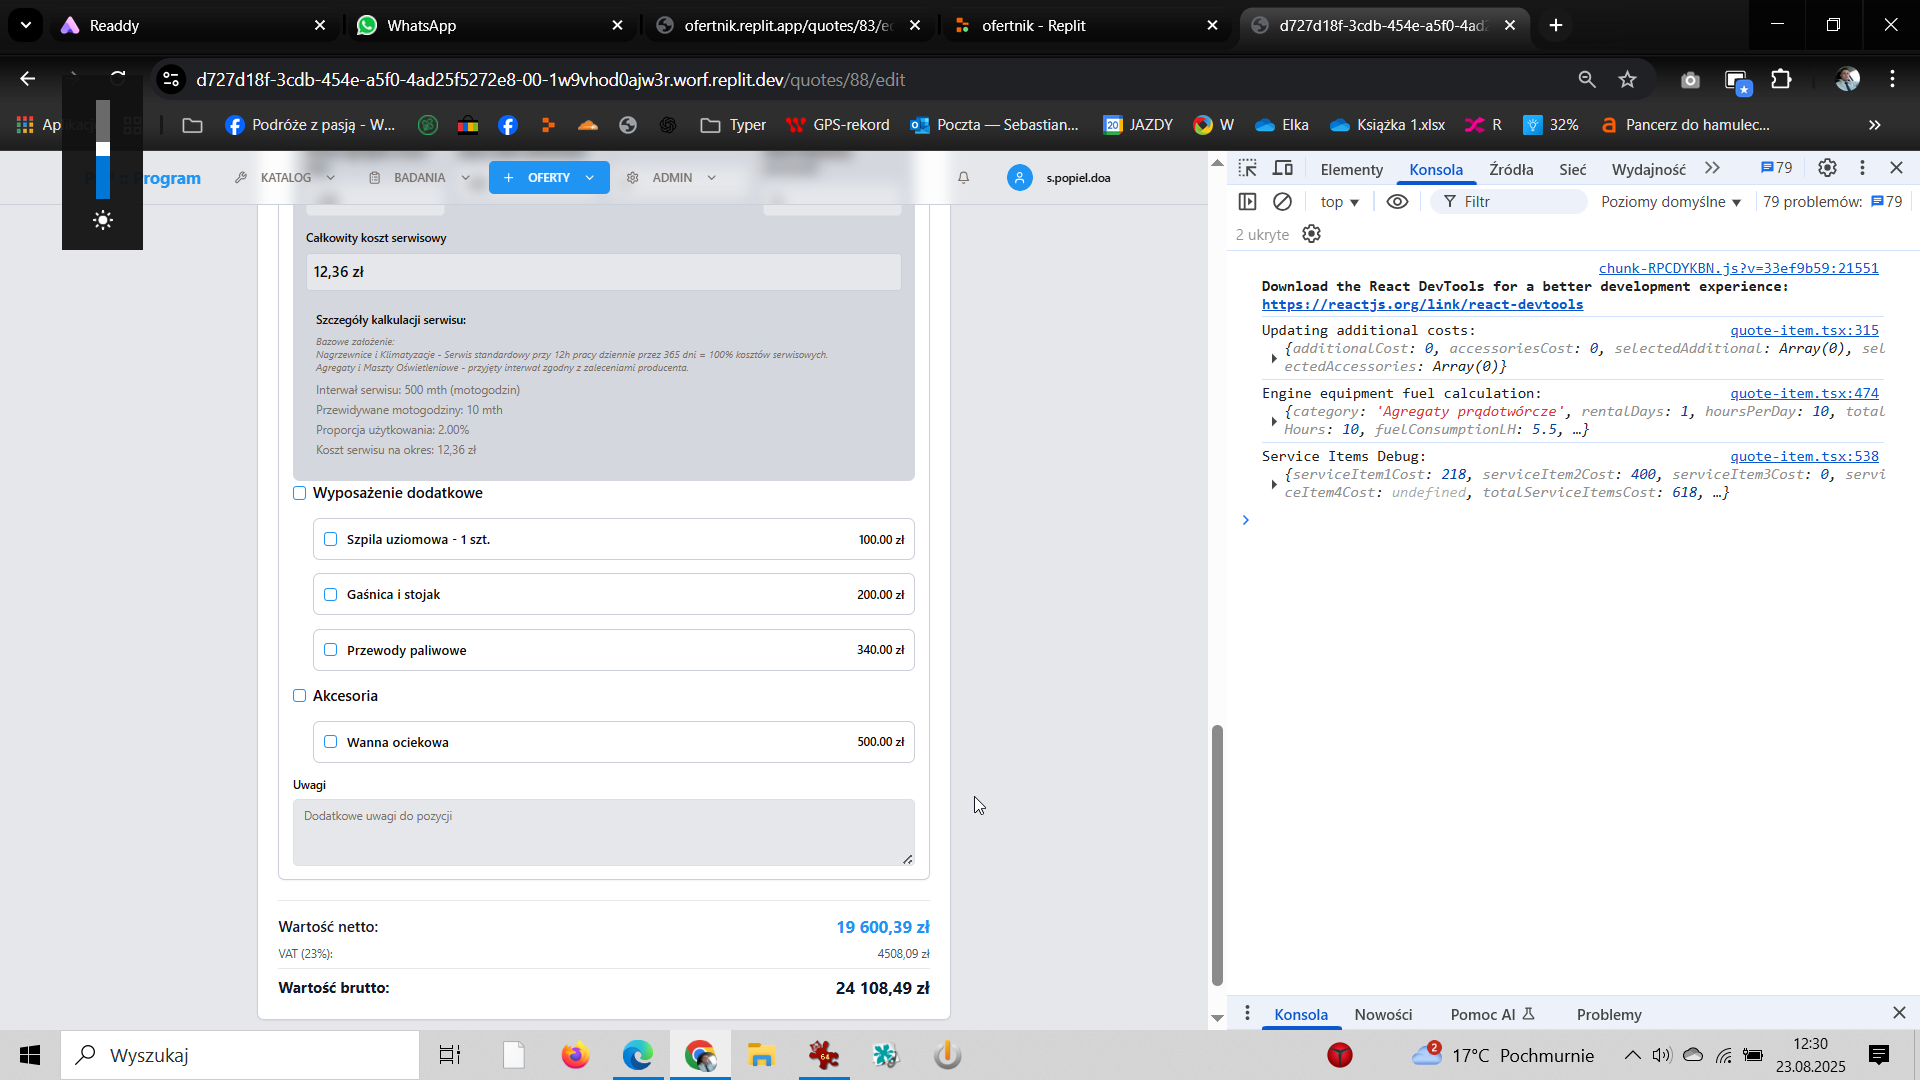 Readdy
WhatsApp
ofertnik.replit.app/quotes/83/e
ofertnik - Replit
d727d18f-3cdb-454e-a5f0-4ad2
d727d18f-3cdb-454e-a5f0-4ad25f5272e8-00-1w9vhod0ajw3r.worf.replit.dev/quotes/88/edit
Podróże z pasją - W...
Typer
GPS-rekord
Poczta — Sebastian...
JAZDY
W
Elka
Książka 1.xlsx
R
32%
Pancerz do hamulec...
Program
KATALOG
BADANIA
OFERTY
ADMIN
s.popiel.doa
Całkowity koszt serwisowy
12,36 zł
Szczegóły kalkulacji serwisu:
Bazowe założenie:
Nagrzewnice i Klimatyzacje - Serwis standardowy przy 12h pracy dziennie przez 365 dni = 100% kosztów serwisowych.
Agregaty i Maszty Oświetleniowe - przyjęty interwał zgodny z zaleceniami producenta.
Interwał serwisu: 500 mth (motogodzin)
Przewidywane motogodziny: 10 mth
Proporcja użytkowania: 2.00%
Koszt serwisu na okres: 12,36 zł
Wyposażenie dodatkowe
Szpila uziomowa - 1 szt. 100.00 zł
Gaśnica i stojak 200.00 zł
Przewody paliwowe 340.00 zł
Akcesoria
Wanna ociekowa 500.00 zł
Uwagi
Dodatkowe uwagi do pozycji
Wartość netto: 19 600,39 zł
VAT (23%): 4508,09 zł
Wartość brutto: 24 108,49 zł
Elementy
Konsola
Źródła
Sieć
Wydajność
79
top
Filtr
Poziomy domyślne
79 problemów: 79
2 ukryte
chunk-RPCDYKBN.js?v=33ef9b59:21551
Download the React DevTools for a better development experience:
https://reactjs.org/link/react-devtools
Updating additional costs: quote-item.tsx:315
{additionalCost: 0, accessoriesCost: 0, selectedAdditional: Array(0), sel
ectedAccessories: Array(0)}
Engine equipment fuel calculation: quote-item.tsx:474
{category: 'Agregaty prądotwórcze', rentalDays: 1, hoursPerDay: 10, total
Hours: 10, fuelConsumptionLH: 5.5, …}
Service Items Debug: quote-item.tsx:538
{serviceItem1Cost: 218, serviceItem2Cost: 400, serviceItem3Cost: 0, servi
ceItem4Cost: undefined, totalServiceItemsCost: 618, …}
Konsola
Nowości
Pomoc AI
Problemy
Wyszukaj
64
2
17°C Pochmurnie
12:30
23.08.2025